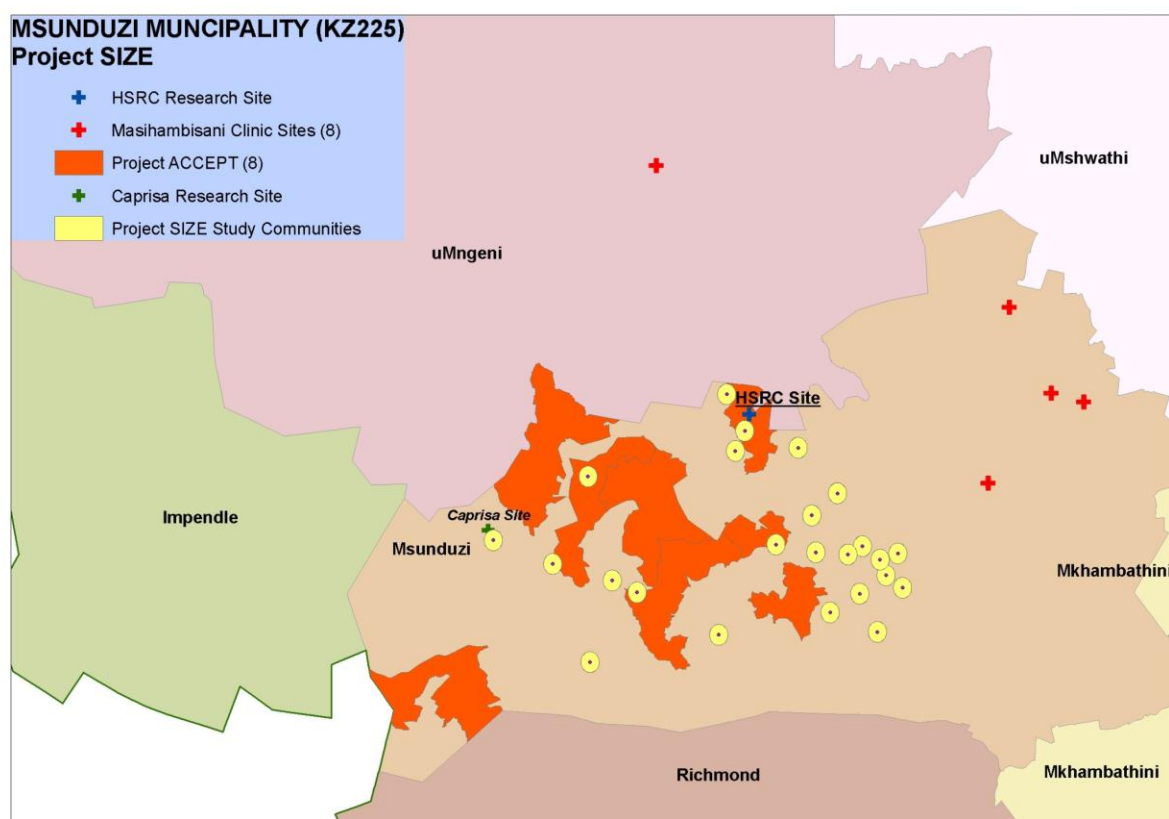 MSUNDUZI MUNCIPALITY (KZ225)
Project SIZE
HSRC Research Site
Masihambisani Clinic Sites (8)
Project ACCEPT (8)
Caprisa Research Site
Project SIZE Study Communities
uMshwathi
uMngeni
HSRC Site
Impendle
Caprisa Site
Msunduzi
Mkhambathini
Richmond
Mkhambathini